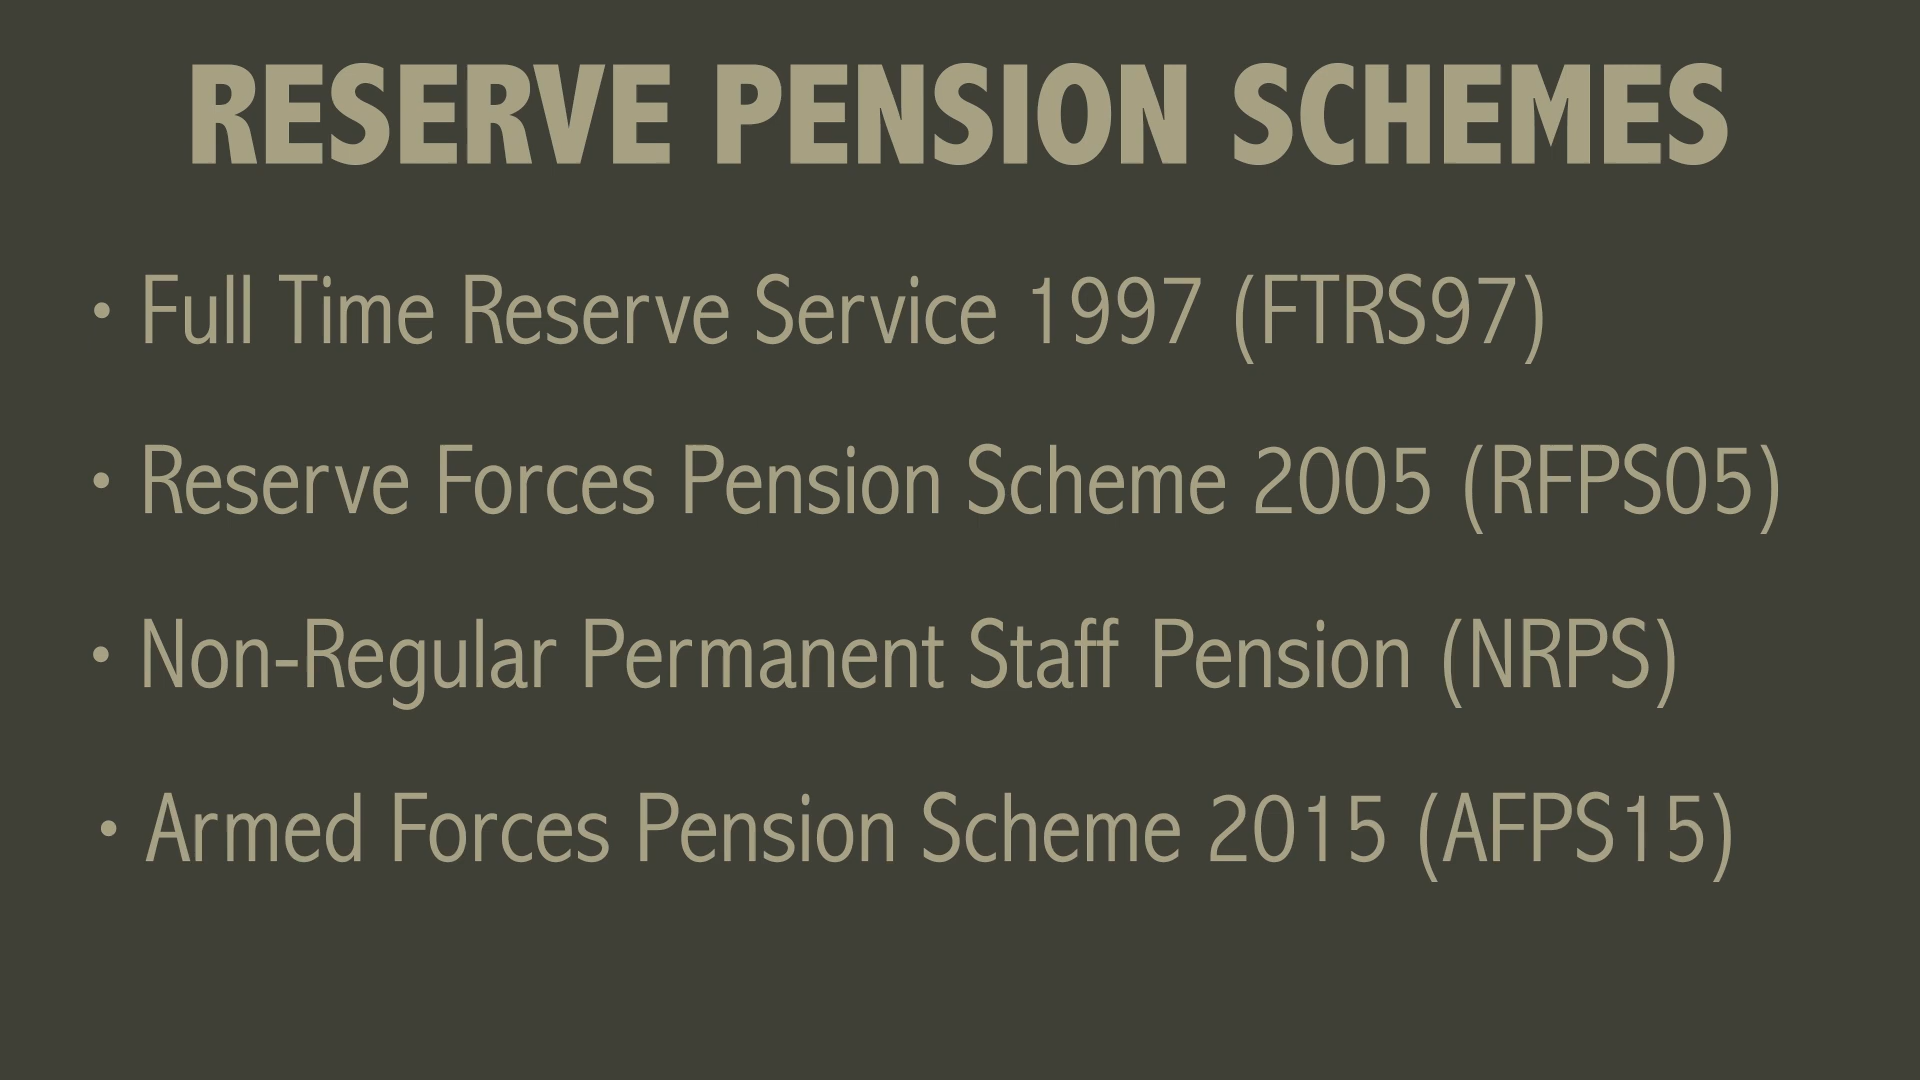 RESERVE PENSION SCHEMES
• Full Time Reserve Service 1997 (FTRS97)
• Reserve Forces Pension Scheme 2005 (RFPS05)
• Non-Regular Permanent Staff Pension (NRPS)
• Armed Forces Pension Scheme 2015 (AFPS15)